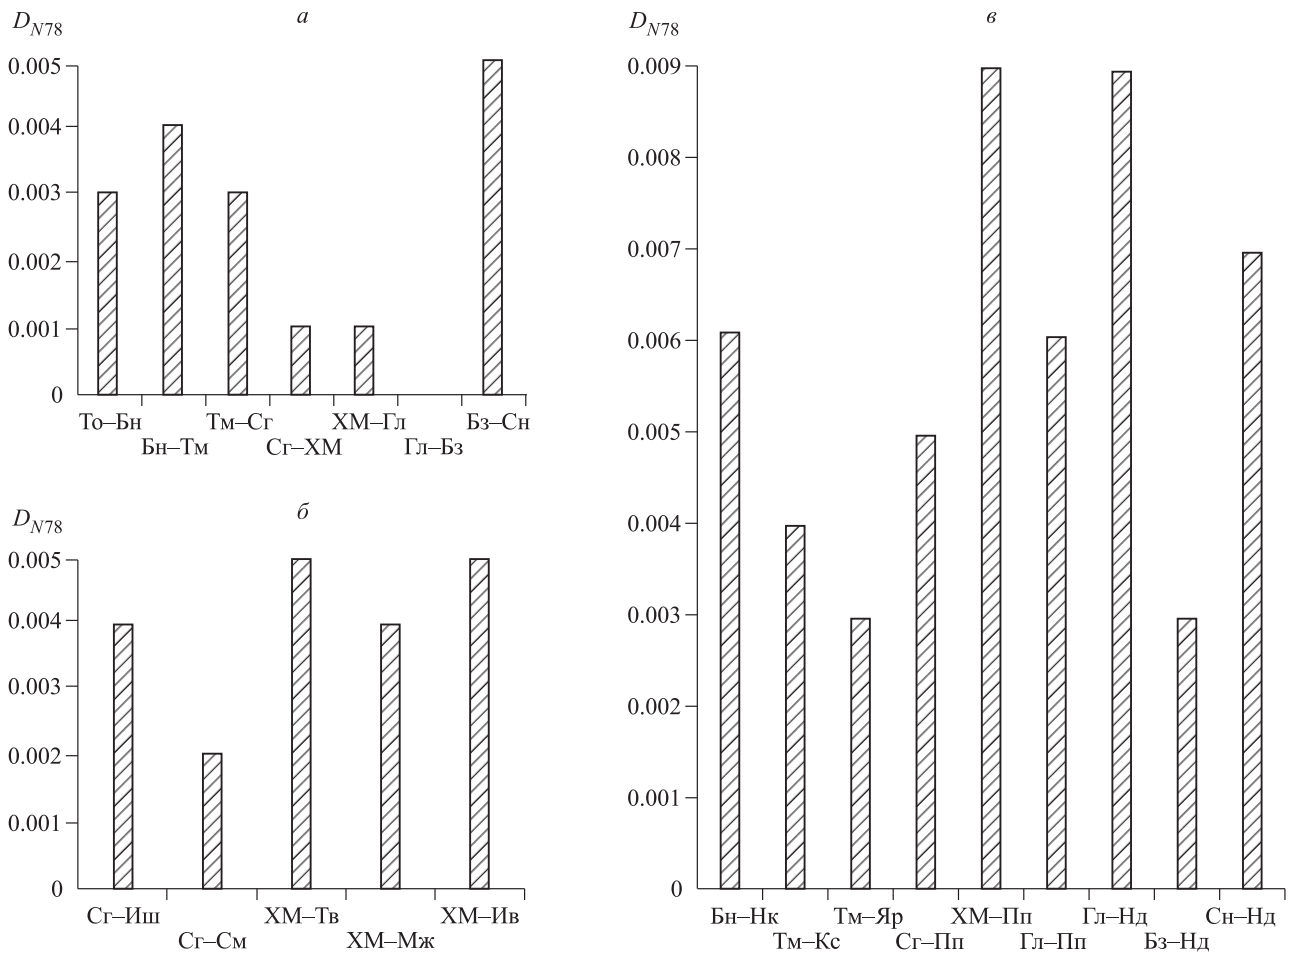 D_N78
а
0.005
0.004
0.003
0.002
0.001
0
То–Бн
Тм–Сг
ХМ–Гл
Бз–Сн
Бн–Тм
Сг–ХМ
Гл–Бз
D_N78
б
0.005
0.004
0.003
0.002
0.001
0
Сг–Иш
ХМ–Тв
ХМ–Ив
Сг–См
ХМ–Мж
D_N78
в
0.009
0.008
0.007
0.006
0.005
0.004
0.003
0.002
0.001
0
Бн–Нк
Тм–Яр
ХМ–Пп
Гл–Нд
Сн–Нд
Тм–Кс
Сг–Пп
Гл–Пп
Бз–Нд